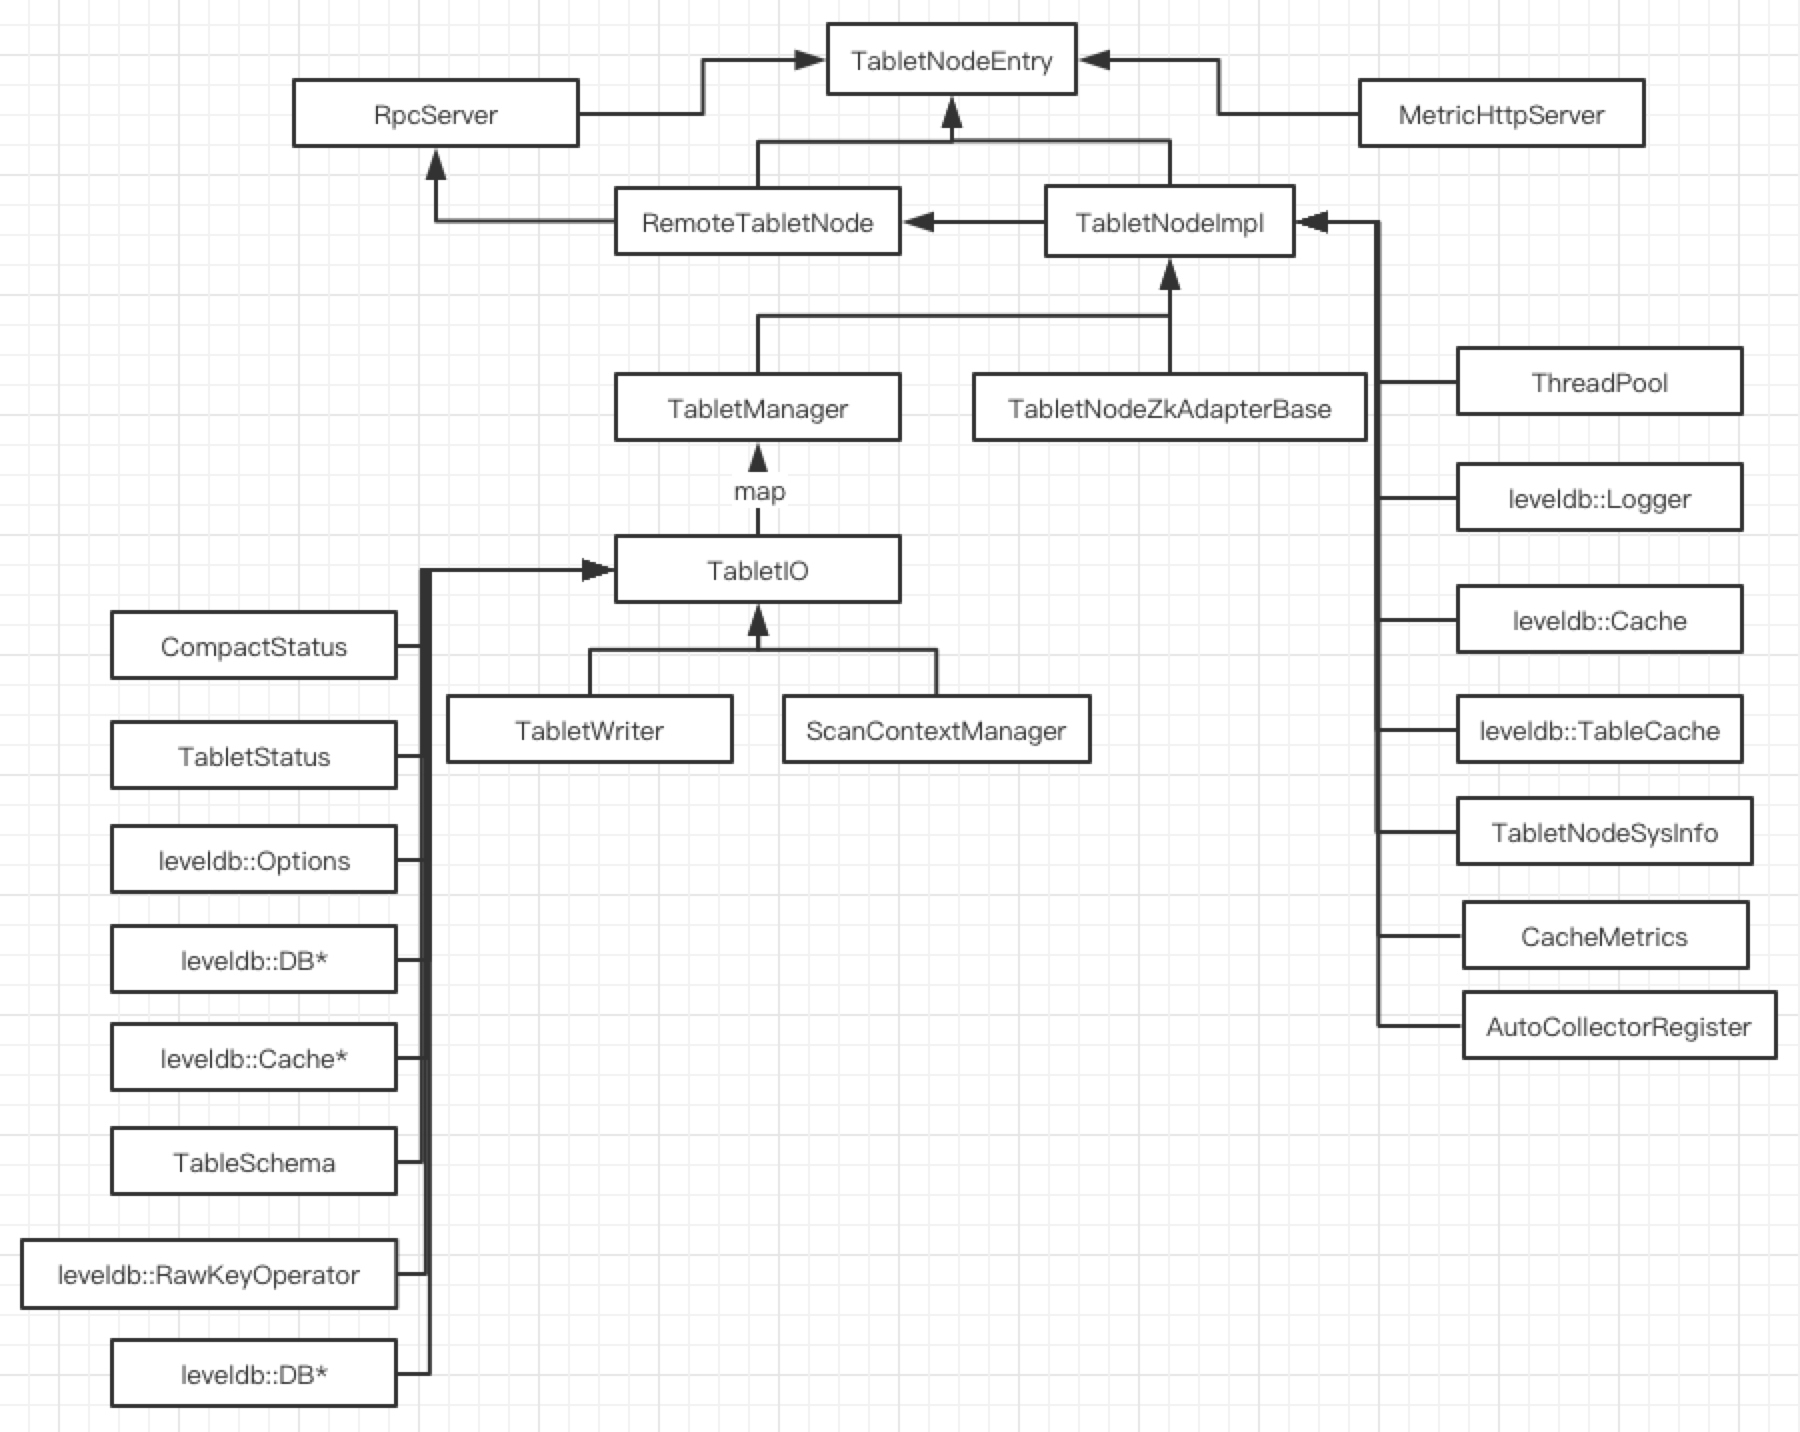 TabletNodeEntry
RpcServer
MetricHttpServer
RemoteTabletNode
TabletNodeImpl
ThreadPool
TabletManager
TabletNodeZkAdapterBase
map
leveldb::Logger
TabletIO
leveldb::Cache
CompactStatus
TabletWriter
ScanContextManager
leveldb::TableCache
TabletStatus
TabletNodeSysInfo
leveldb::Options
CacheMetrics
leveldb::DB*
AutoCollectorRegister
leveldb::Cache*
TableSchema
leveldb::RawKeyOperator
leveldb::DB*